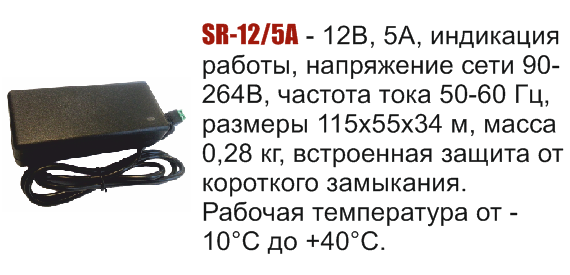 SR-12/5А - 12В, 5А, индикация
работы, напряжение сети 90-
264В, частота тока 50-60 Гц,
размеры 115х55х34 м, масса
0,28 кг, встроенная защита от
короткого замыкания.
Рабочая температура от -
10°С до +40°С.